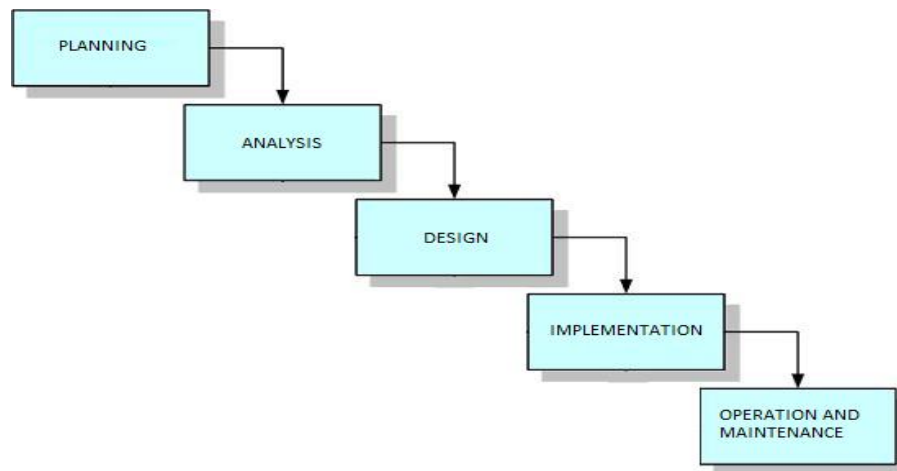 PLANNING
ANALYSIS
DESIGN
IMPLEMENTATION
OPERATION AND
MAINTENANCE